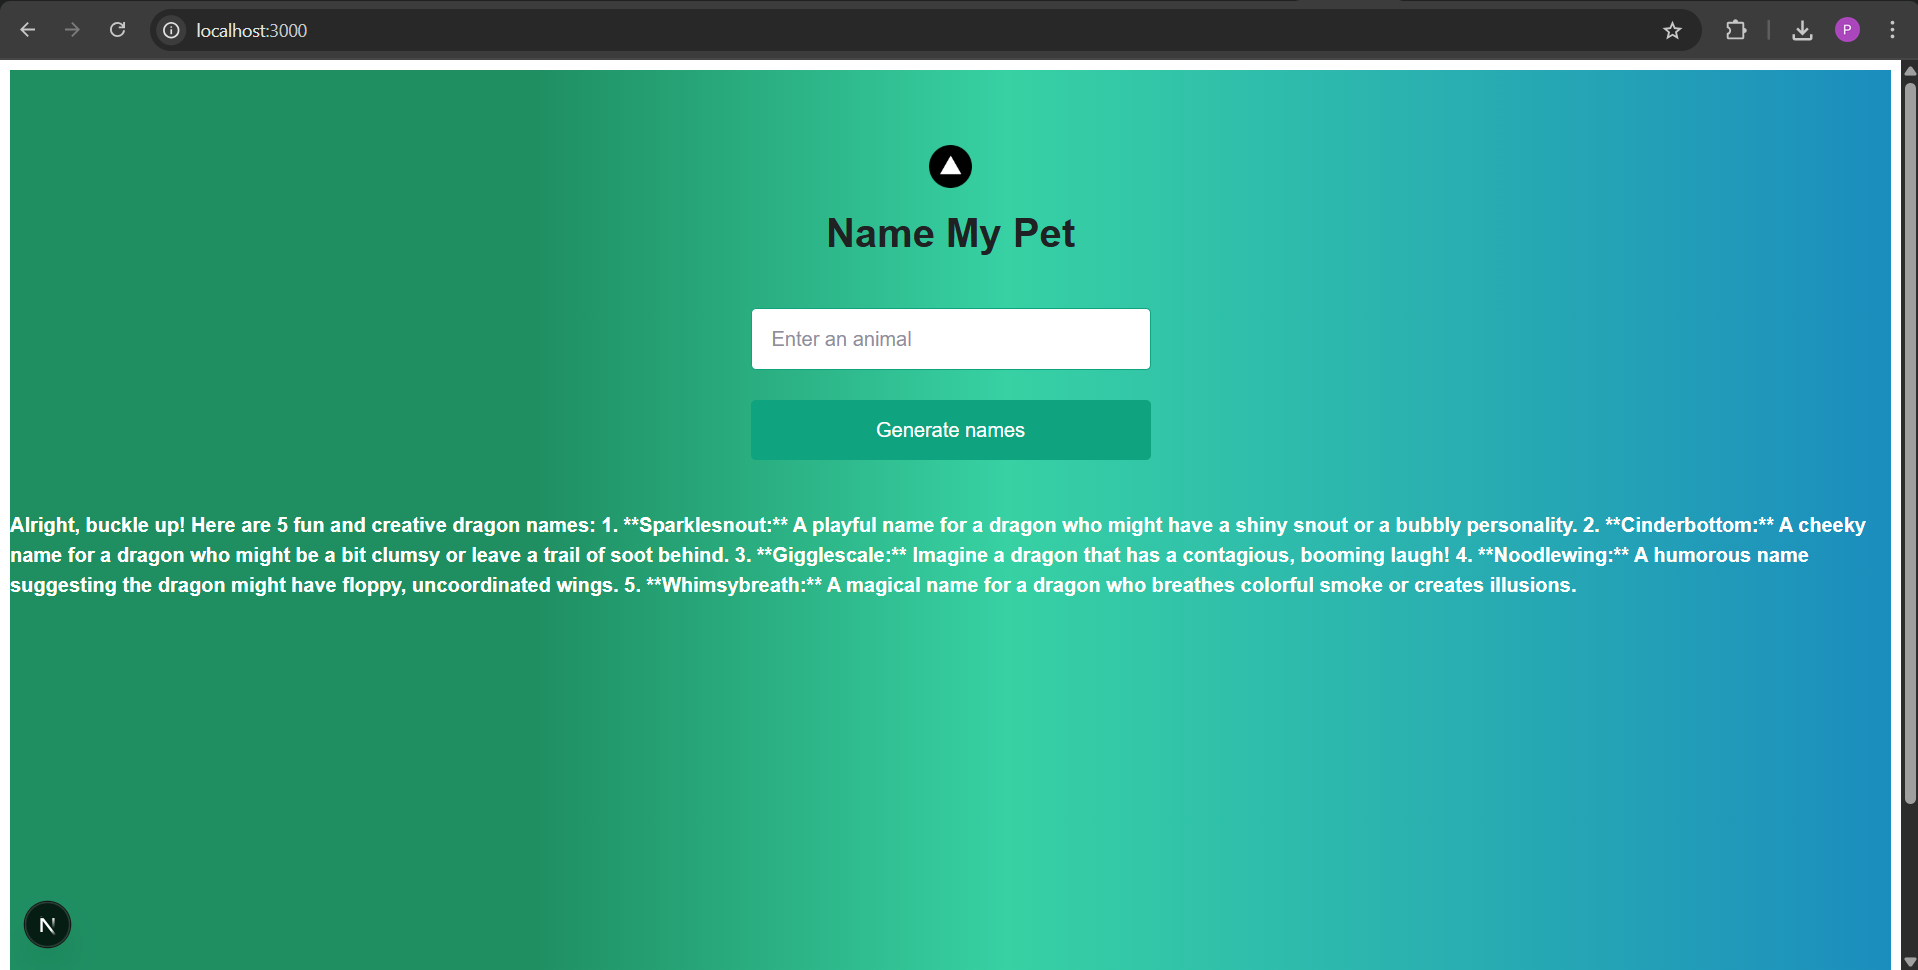 localhost:3000
P
Name My Pet
Enter an animal
Generate names
Alright, buckle up! Here are 5 fun and creative dragon names: 1. **Sparklesnout:** A playful name for a dragon who might have a shiny snout or a bubbly personality. 2. **Cinderbottom:** A cheeky
name for a dragon who might be a bit clumsy or leave a trail of soot behind. 3. **Gigglescale:** Imagine a dragon that has a contagious, booming laugh! 4. **Noodlewing:** A humorous name
suggesting the dragon might have floppy, uncoordinated wings. 5. **Whimsybreath:** A magical name for a dragon who breathes colorful smoke or creates illusions.
N